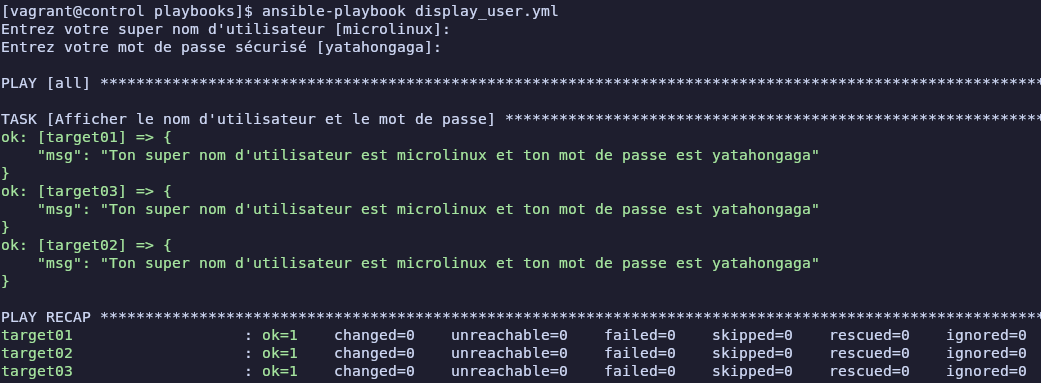 [vagrant@control playbooks]$ ansible-playbook display_user.yml
Entrez votre super nom d'utilisateur [microlinux]:
Entrez votre mot de passe sécurisé [yatahongaga]:

PLAY [all] *********************************************************************************************************

TASK [Afficher le nom d'utilisateur et le mot de passe] ************************************************************
ok: [target01] => {
    "msg": "Ton super nom d'utilisateur est microlinux et ton mot de passe est yatahongaga"
}
ok: [target03] => {
    "msg": "Ton super nom d'utilisateur est microlinux et ton mot de passe est yatahongaga"
}
ok: [target02] => {
    "msg": "Ton super nom d'utilisateur est microlinux et ton mot de passe est yatahongaga"
}

PLAY RECAP *********************************************************************************************************
target01                   : ok=1    changed=0    unreachable=0    failed=0    skipped=0    rescued=0    ignored=0
target02                   : ok=1    changed=0    unreachable=0    failed=0    skipped=0    rescued=0    ignored=0
target03                   : ok=1    changed=0    unreachable=0    failed=0    skipped=0    rescued=0    ignored=0